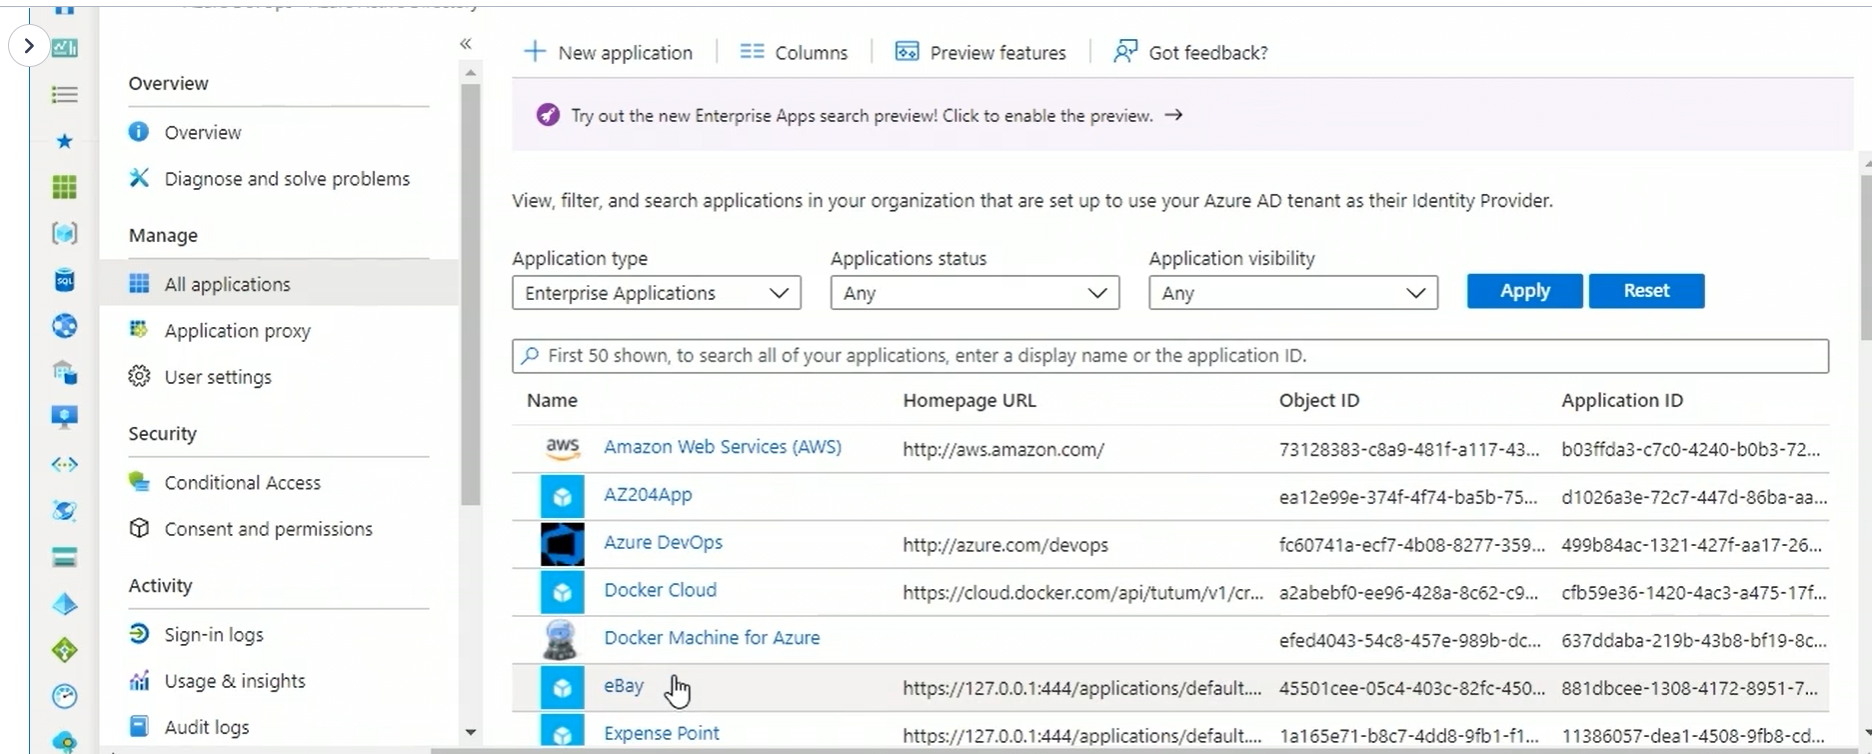 New application
Columns
Preview features
Got feedback?
Try out the new Enterprise Apps search preview! Click to enable the preview. →
Overview
Overview
Diagnose and solve problems
Manage
All applications
Application proxy
User settings
Security
Conditional Access
Consent and permissions
Activity
Sign-in logs
Usage & insights
Audit logs
View, filter, and search applications in your organization that are set up to use your Azure AD tenant as their Identity Provider.
Application type
Applications status
Application visibility
Enterprise Applications
Any
Any
Apply
Reset
First 50 shown, to search all of your applications, enter a display name or the application ID.
Name Homepage URL Object ID Application ID
aws Amazon Web Services (AWS) http://aws.amazon.com/ 73128383-c8a9-481f-a117-43... b03ffda3-c7c0-4240-b0b3-72...
AZ204App ea12e99e-374f-4f74-ba5b-75... d1026a3e-72c7-447d-86ba-aa...
Azure DevOps http://azure.com/devops fc60741a-ecf7-4b08-8277-359... 499b84ac-1321-427f-aa17-26...
Docker Cloud https://cloud.docker.com/api/tutum/v1/cr... a2abebf0-ee96-428a-8c62-c9... cfb59e36-1420-4ac3-a475-17f...
Docker Machine for Azure efed4043-54c8-457e-989b-dc... 637ddaba-219b-43b8-bf19-8c...
eBay https://127.0.0.1:444/applications/default.... 45501cee-05c4-403c-82fc-450... 881dbcee-1308-4172-8951-7...
Expense Point https://127.0.0.1:444/applications/default.... 1a165e71-b8c7-4dd8-9fb1-f1... 11386057-dea1-4508-9fb8-cd...
SQL